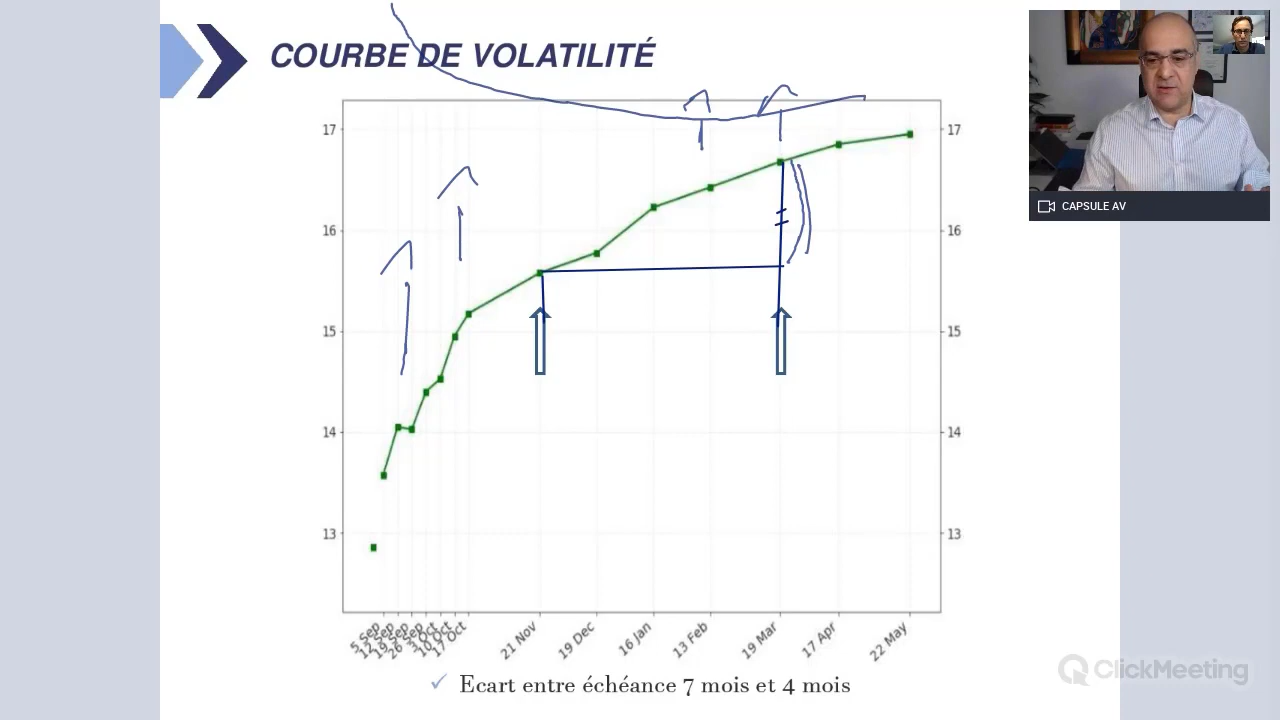 COURBE DE VOLATILITÉ
CAPSULE AV
17 17
16 16
15 15
14 14
13 13
5 Sep 12 Sep 19 Sep 26 Sep 3 Oct 10 Oct 17 Oct 21 Nov 19 Dec 16 Jan 13 Feb 19 Mar 17 Apr 22 May
✓ Ecart entre échéance 7 mois et 4 mois
ClickMeeting